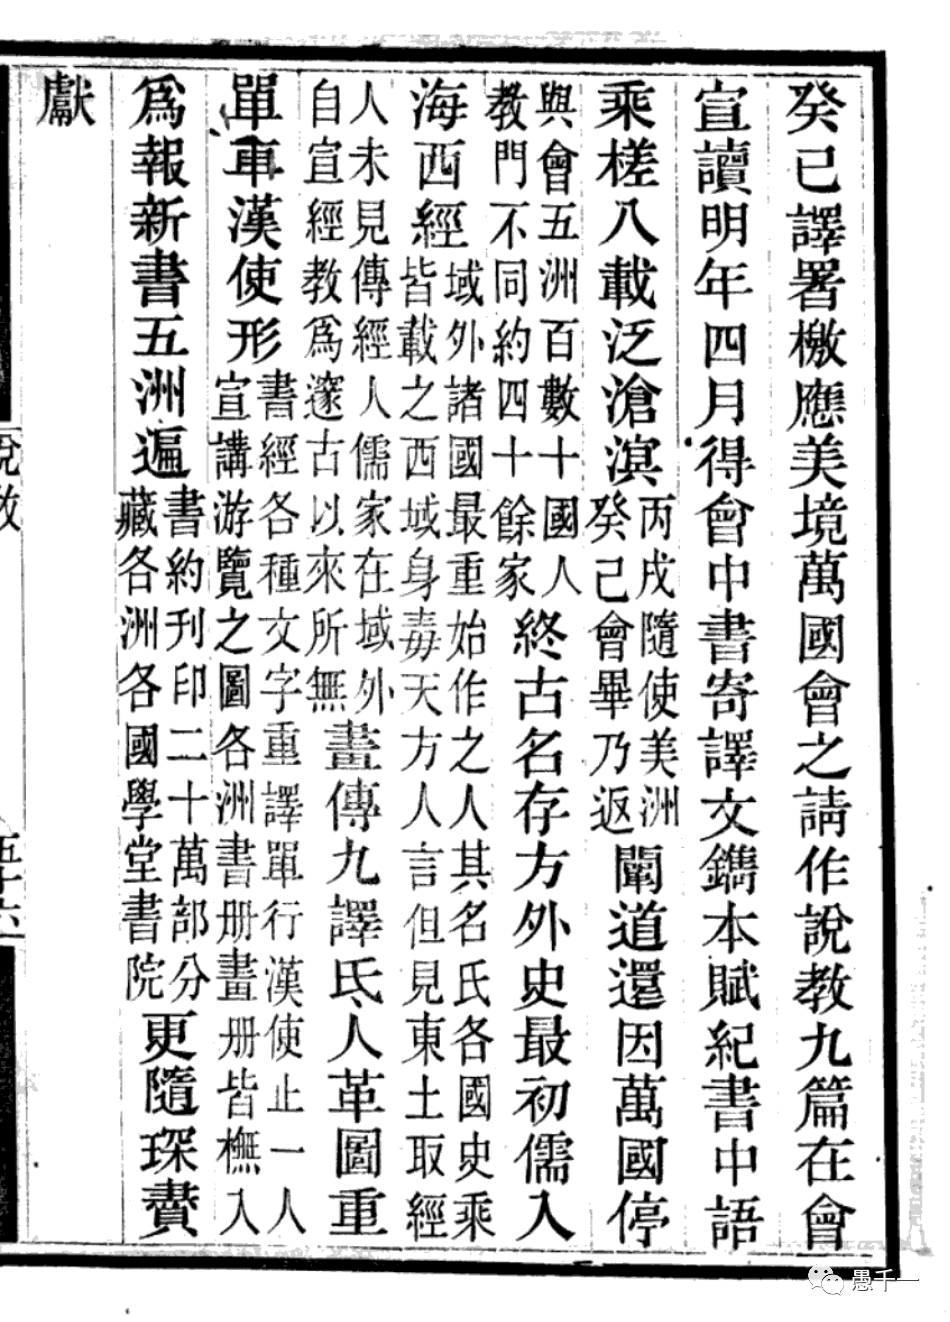 癸巳譯署檄應美境萬國會之請作說教九篇在會
宣讀明年四月得會中書寄譯文鐫本賦紀書中語
乘槎八載泛滄溟
丙戌隨使美洲
癸巳會畢乃返
闡道還因萬國停
與會五洲百數十國人
教門不同約四十餘家
終古名存方外史最初儒入
海西經
域外諸國最重始作之人其名氏各國史乘
皆載之西域身毒天方人言但見東土取經
人未見傳經人儒家在域外
自宜經教爲邃古以來所無
畫傳九譯氏人革圖重
單車漢使形
書經各種文字重譯單行漢使止一人
宣講游覽之圖各洲書册畫册皆橅入
爲報新書五洲遍
書約刊印二十萬部分
藏各洲各國學堂書院
更隨琛賮
獻
愚千一